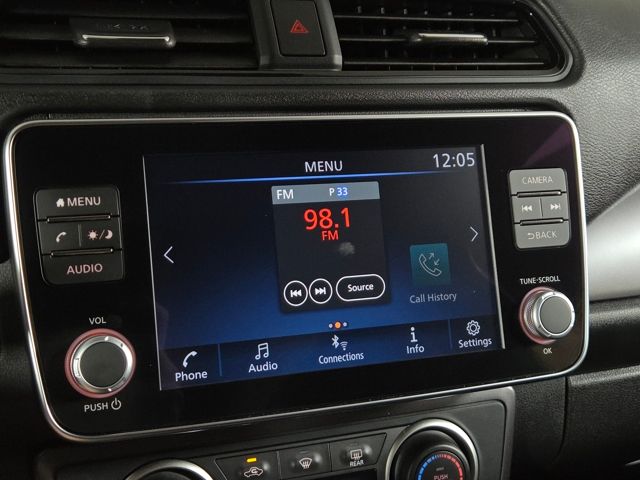 MENU 12:05
FM P 33
98.1
FM
Source
Call History
Phone Audio Connections Info Settings
MENU
AUDIO
VOL
PUSH
CAMERA
BACK
TUNE·SCROLL
OK
REAR
PUSH